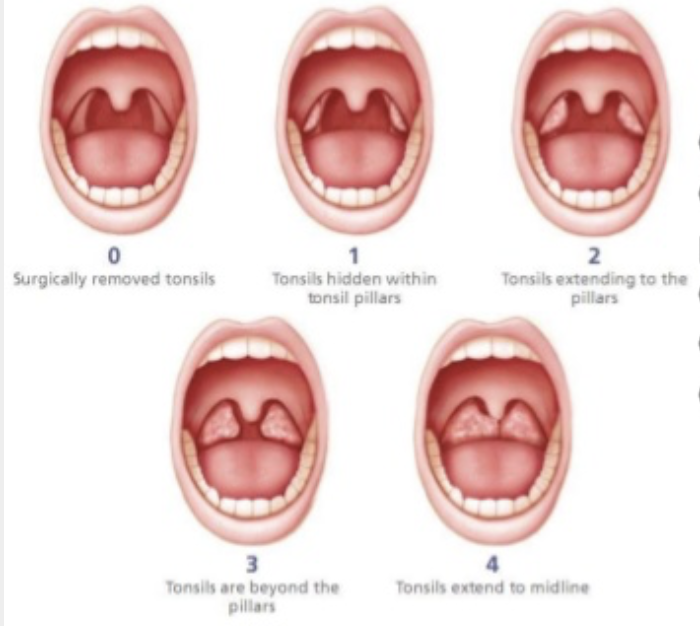 0
Surgically removed tonsils
1
Tonsils hidden within
tonsil pillars
2
Tonsils extending to the
pillars
3
Tonsils are beyond the
pillars
4
Tonsils extend to midline